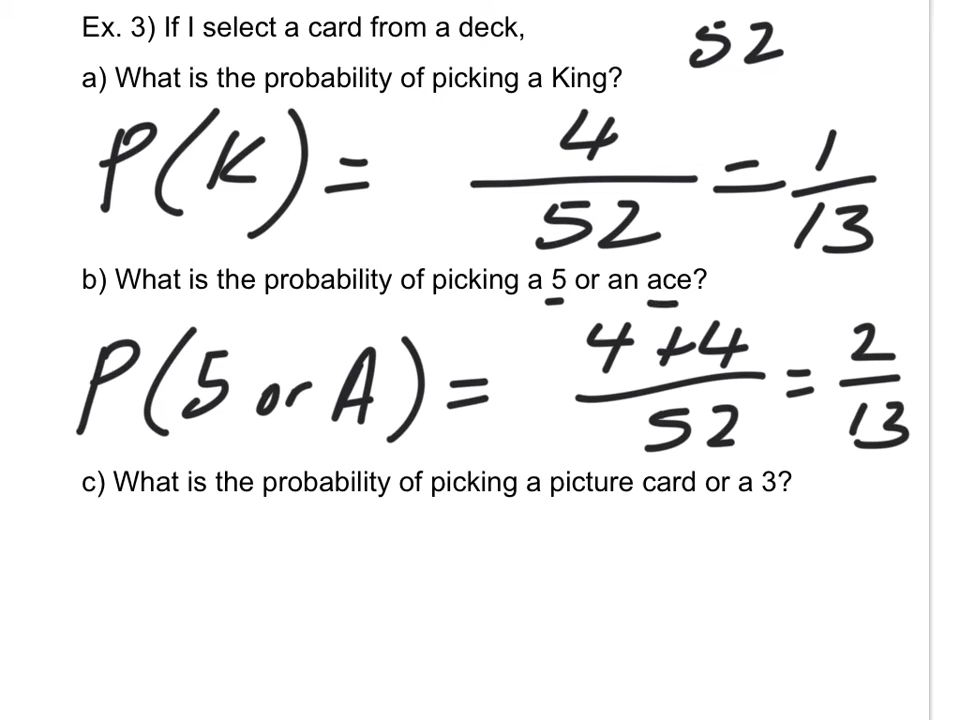 Ex. 3) If I select a card from a deck,
52
a) What is the probability of picking a King?
P(K) = 4/52 = 1/13
b) What is the probability of picking a 5 or an ace?
P(5 or A) = 4+4/52 = 2/13
c) What is the probability of picking a picture card or a 3?